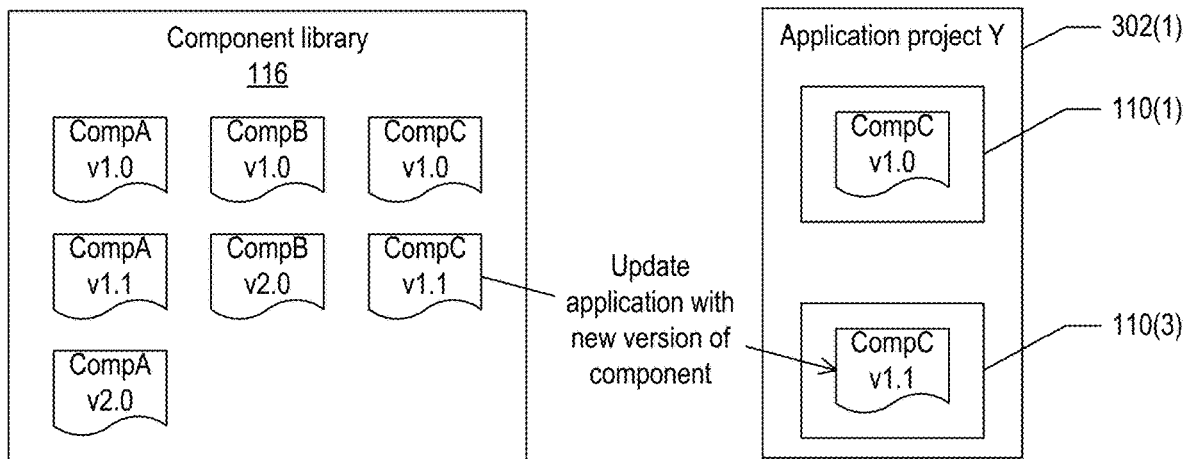 Component library
116
CompA
v1.0
CompB
v1.0
CompC
v1.0
CompA
v1.1
CompB
v2.0
CompC
v1.1
CompA
v2.0
Update
application with
new version of
component
Application project Y
302(1)
CompC
v1.0
110(1)
CompC
v1.1
110(3)